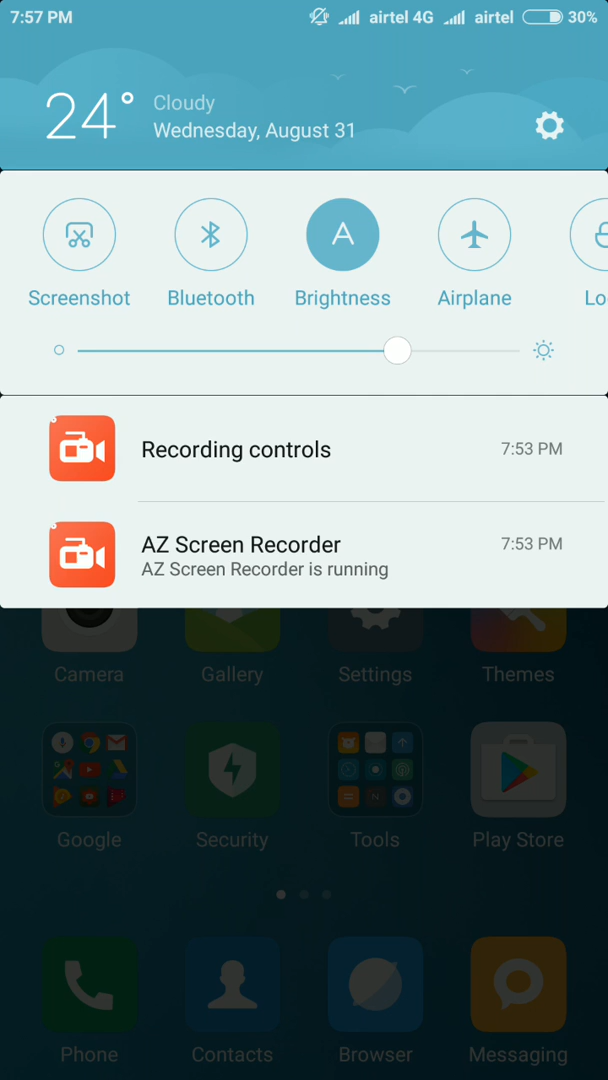 7:57 PM airtel 4G airtel 30%
24° Cloudy
Wednesday, August 31
Screenshot Bluetooth Brightness Airplane Lo
A
Recording controls 7:53 PM
AZ Screen Recorder 7:53 PM
AZ Screen Recorder is running
Camera Gallery Settings Themes
Google Security Tools Play Store
Phone Contacts Browser Messaging